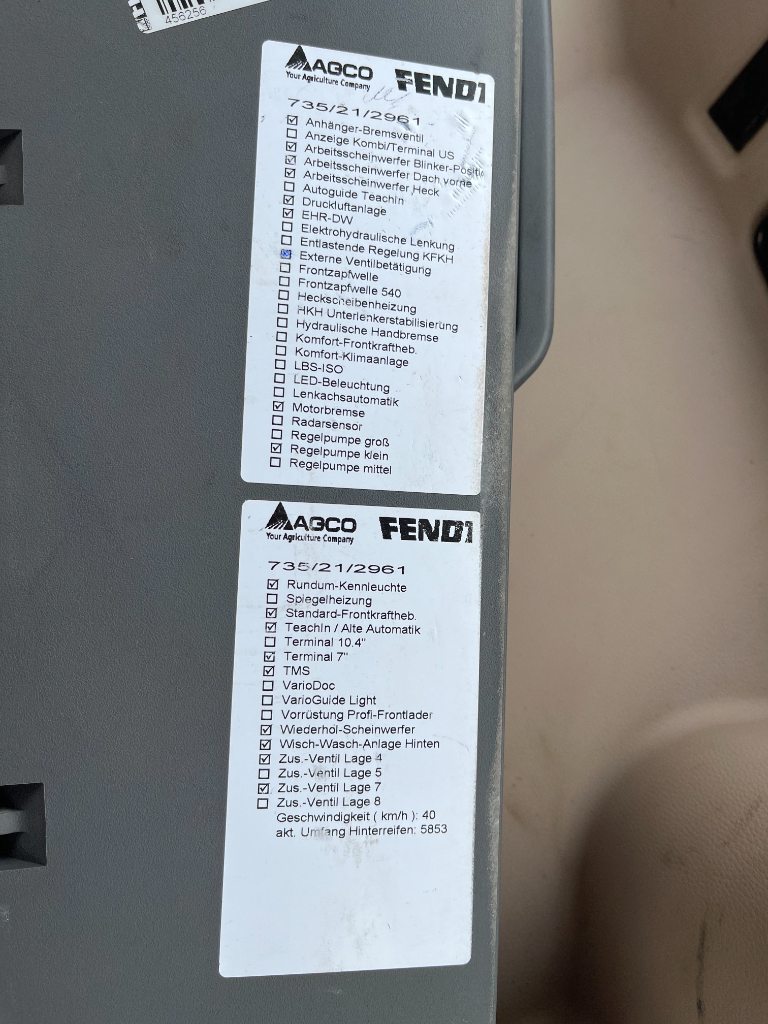 456256
AGCO FENDT
Your Agriculture Company
735/21/2961
☑ Anhänger-Bremsventil
☐ Anzeige Kombi/Terminal US
☑ Arbeitsscheinwerfer Blinker-Positio
☑ Arbeitsscheinwerfer Dach vorne
☑ Arbeitsscheinwerfer Heck
☐ Autoguide TeachIn
☑ Druckluftanlage
☑ EHR-DW
☐ Elektrohydraulische Lenkung
☐ Entlastende Regelung KFKH
☑ Externe Ventilbetätigung
☐ Frontzapfwelle
☐ Frontzapfwelle 540
☐ Heckscheibenheizung
☐ HKH Unterlenkerstabilisierung
☐ Hydraulische Handbremse
☐ Komfort-Frontkraftheb.
☐ Komfort-Klimaanlage
☐ LBS-ISO
☐ LED-Beleuchtung
☐ Lenkachsautomatik
☑ Motorbremse
☐ Radarsensor
☐ Regelpumpe groß
☑ Regelpumpe klein
☐ Regelpumpe mittel
AGCO FENDT
Your Agriculture Company
735/21/2961
☑ Rundum-Kennleuchte
☐ Spiegelheizung
☑ Standard-Frontkraftheb.
☑ TeachIn / Alte Automatik
☐ Terminal 10.4"
☑ Terminal 7"
☑ TMS
☐ VarioDoc
☐ VarioGuide Light
☐ Vorrüstung Profi-Frontlader
☑ Wiederhol-Scheinwerfer
☑ Wisch-Wasch-Anlage Hinten
☑ Zus.-Ventil Lage 4
☐ Zus.-Ventil Lage 5
☑ Zus.-Ventil Lage 7
☐ Zus.-Ventil Lage 8
Geschwindigkeit ( km/h ): 40
akt. Umfang Hinterreifen: 5853